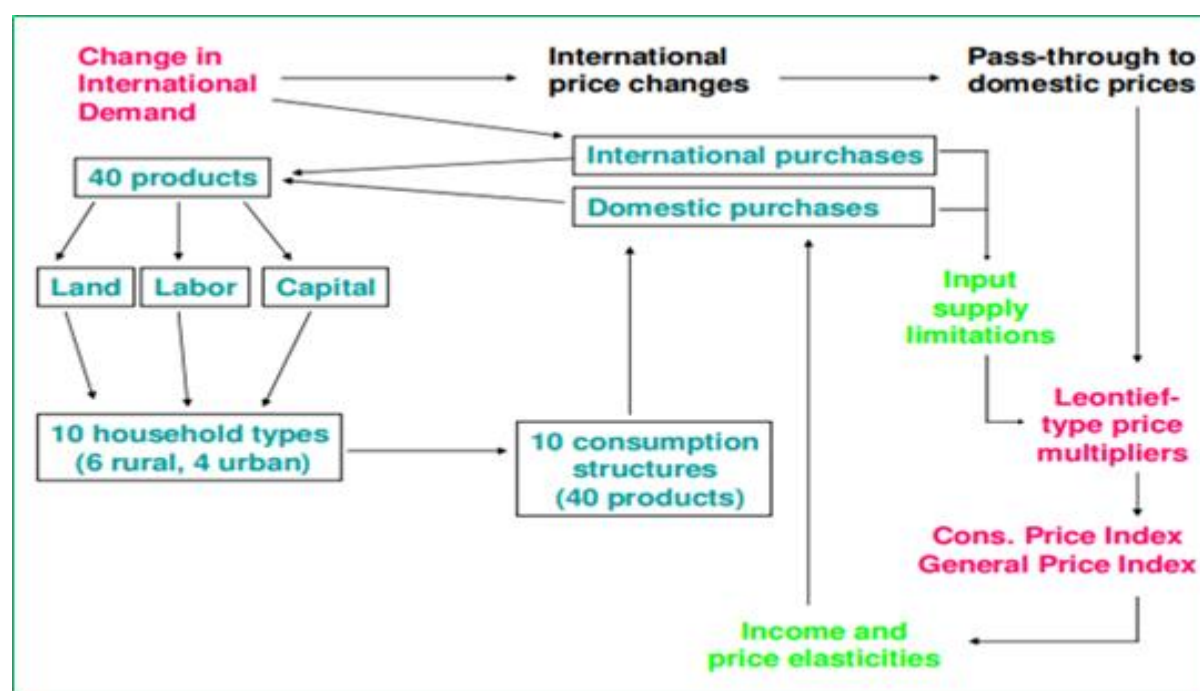 Change in
International
Demand
International
price changes
Pass-through to
domestic prices
International purchases
40 products
Domestic purchases
Land
Labor
Capital
Input
supply
limitations
10 household types
(6 rural, 4 urban)
10 consumption
structures
(40 products)
Leontief-
type price
multipliers
Cons. Price Index
General Price Index
Income and
price elasticities